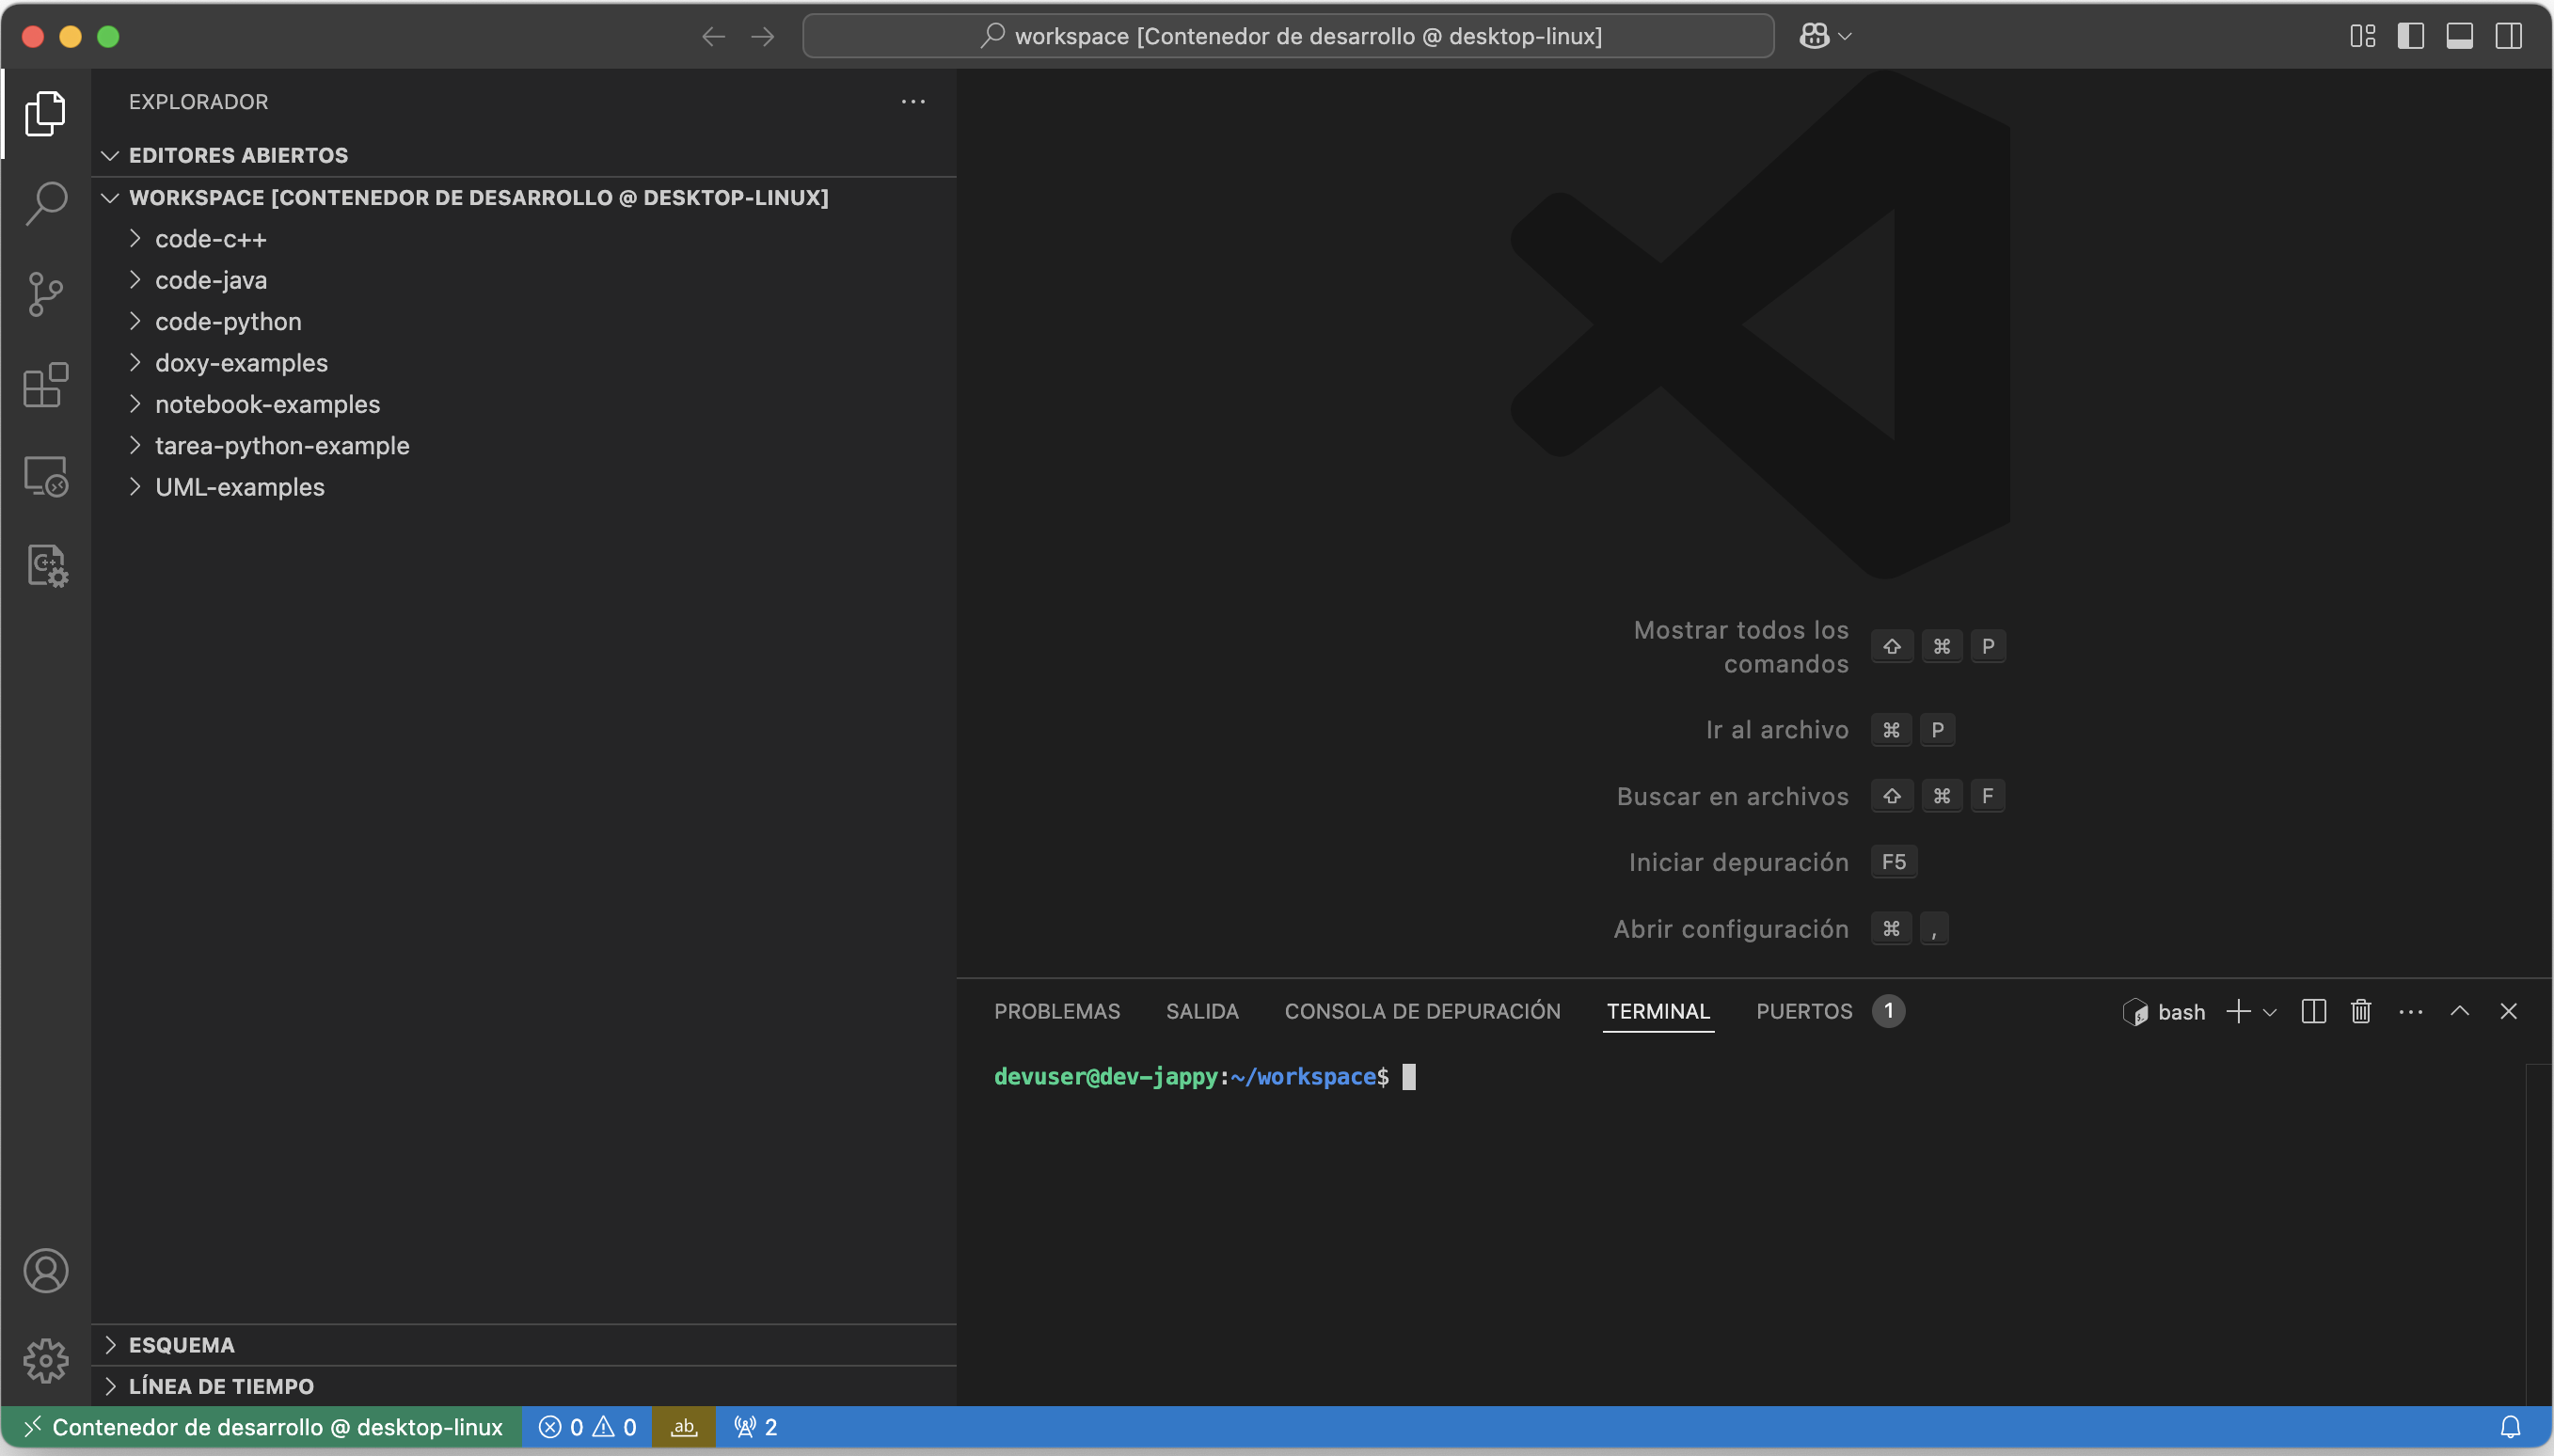 workspace [Contenedor de desarrollo @ desktop-linux]
EXPLORADOR
EDITORES ABIERTOS
WORKSPACE [CONTENEDOR DE DESARROLLO @ DESKTOP-LINUX]
code-c++
code-java
code-python
doxy-examples
notebook-examples
tarea-python-example
UML-examples
ESQUEMA
LÍNEA DE TIEMPO
Mostrar todos los
comandos ⇧ ⌘ P
Ir al archivo ⌘ P
Buscar en archivos ⇧ ⌘ F
Iniciar depuración F5
Abrir configuración ⌘ ,
PROBLEMAS SALIDA CONSOLA DE DEPURACIÓN TERMINAL PUERTOS 1 bash
devuser@dev-jappy:~/workspace$
Contenedor de desarrollo @ desktop-linux 0 0 ab 2